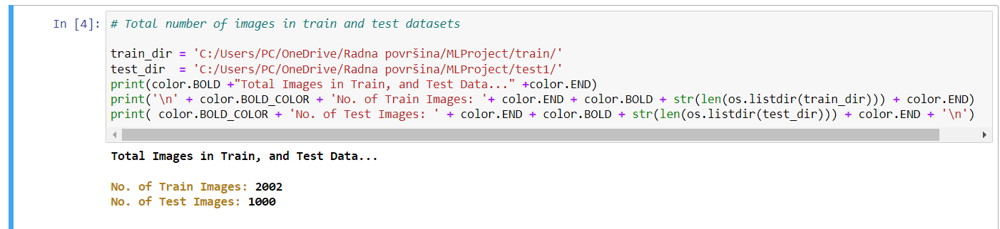 In [4]: # Total number of images in train and test datasets
train_dir = 'C:/Users/PC/OneDrive/Radna površina/MLProject/train/'
test_dir  = 'C:/Users/PC/OneDrive/Radna površina/MLProject/test1/'
print(color.BOLD +"Total Images in Train, and Test Data..." +color.END)
print('\n' + color.BOLD_COLOR + 'No. of Train Images: '+ color.END + color.BOLD + str(len(os.listdir(train_dir))) + color.END)
print( color.BOLD_COLOR + 'No. of Test Images: ' + color.END + color.BOLD + str(len(os.listdir(test_dir))) + color.END + '\n')
Total Images in Train, and Test Data...
No. of Train Images: 2002
No. of Test Images: 1000